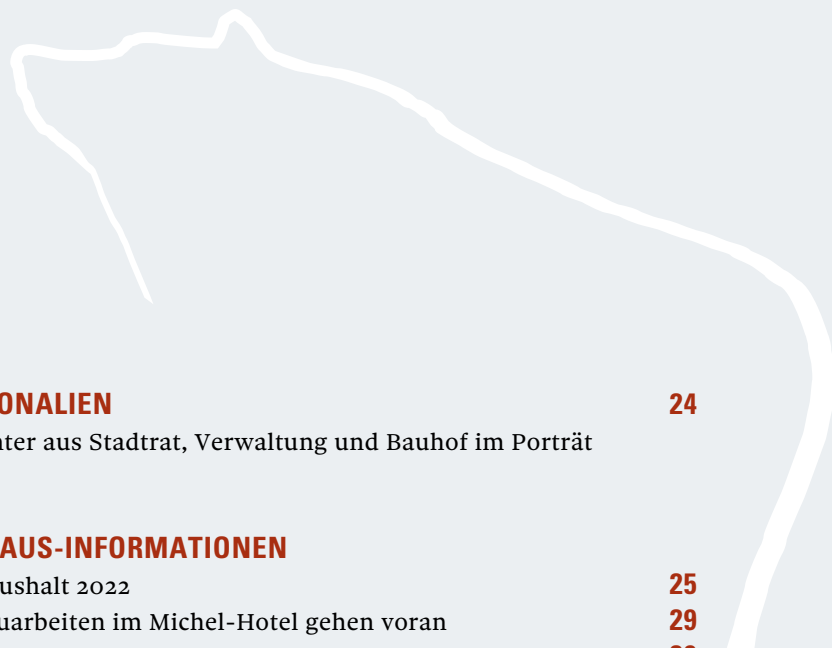 ONALIEN 24
ter aus Stadtrat, Verwaltung und Bauhof im Porträt
AUS-INFORMATIONEN
ushalt 2022 25
uarbeiten im Michel-Hotel gehen voran 29